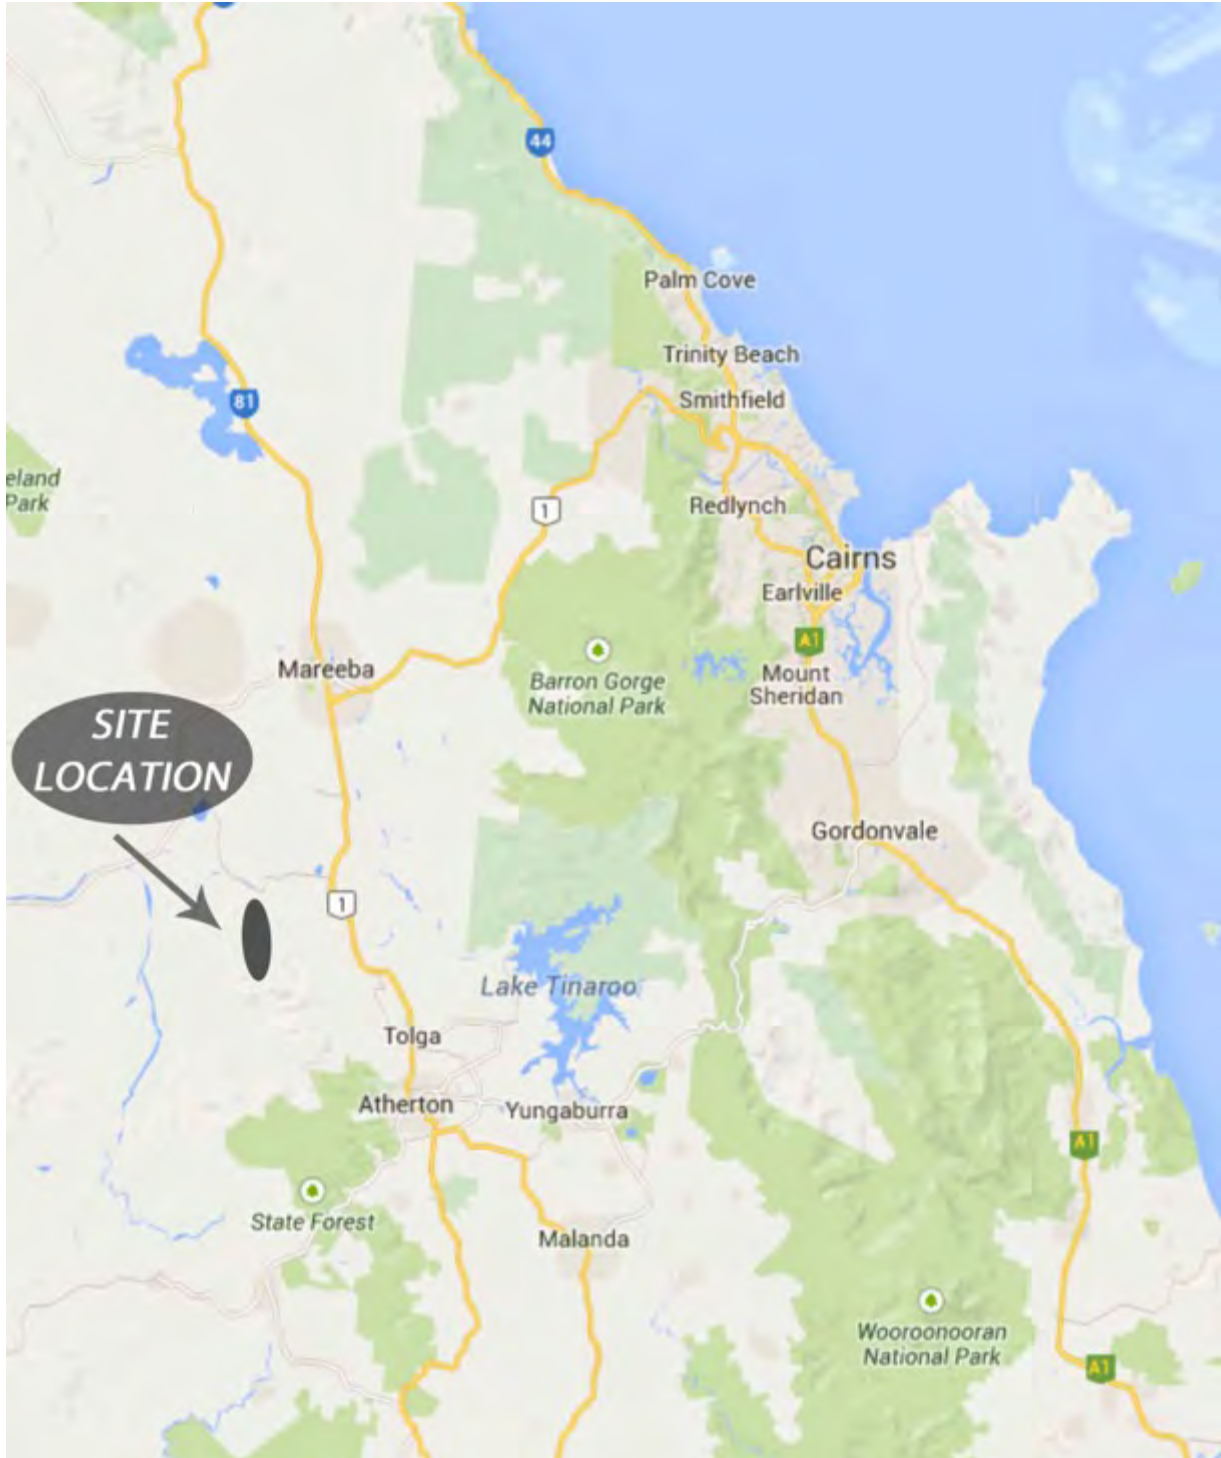 44
Palm Cove
Trinity Beach
81
Smithfield
eland
Park
1
Redlynch
Cairns
Earlville
A1
Mareeba
Barron Gorge
National Park
Mount
Sheridan
SITE
LOCATION
Gordonvale
1
Lake Tinaroo
Tolga
Atherton
Yungaburra
A1
State Forest
Malanda
Wooroonooran
National Park
A1